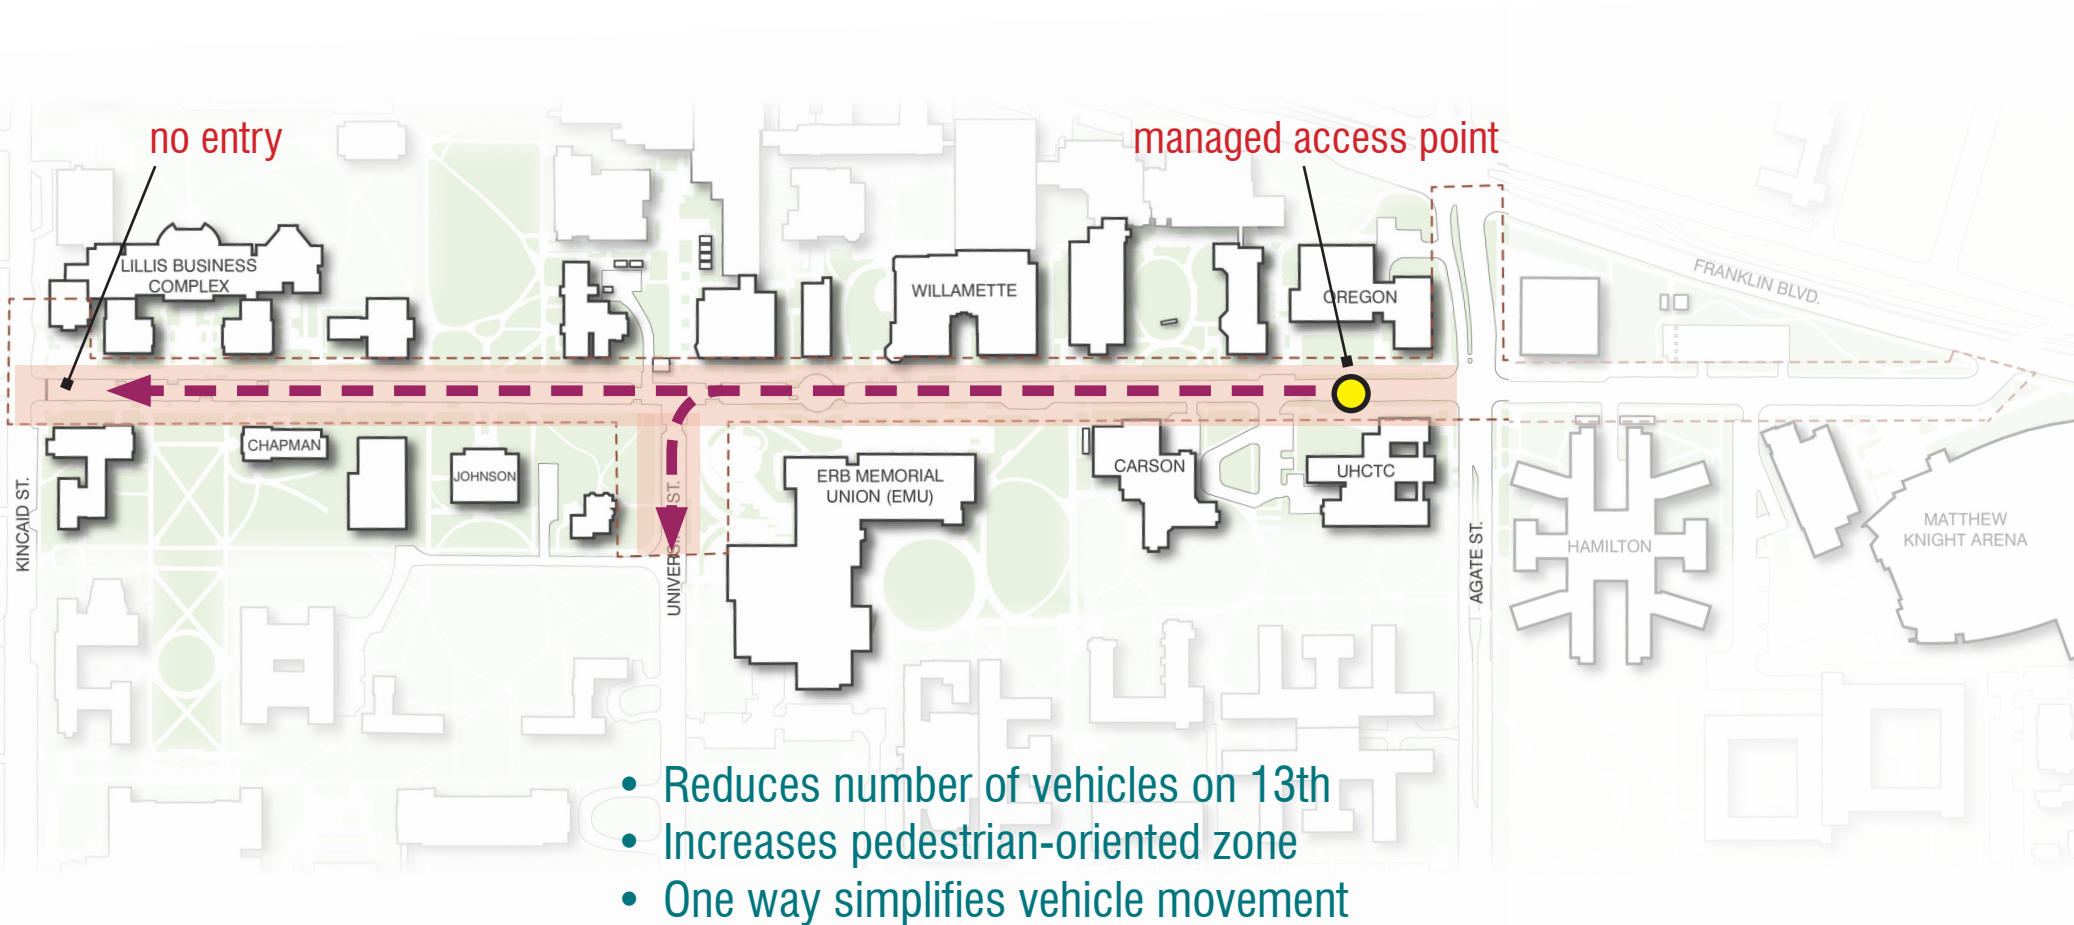 no entry
managed access point
LILLIS BUSINESS
COMPLEX
WILLAMETTE
OREGON
FRANKLIN BLVD.
KINCAID ST.
CHAPMAN
JOHNSON
UNIVERSITY ST.
ERB MEMORIAL
UNION (EMU)
CARSON
UHCTC
AGATE ST.
HAMILTON
MATTHEW
KNIGHT ARENA
• Reduces number of vehicles on 13th
• Increases pedestrian-oriented zone
• One way simplifies vehicle movement